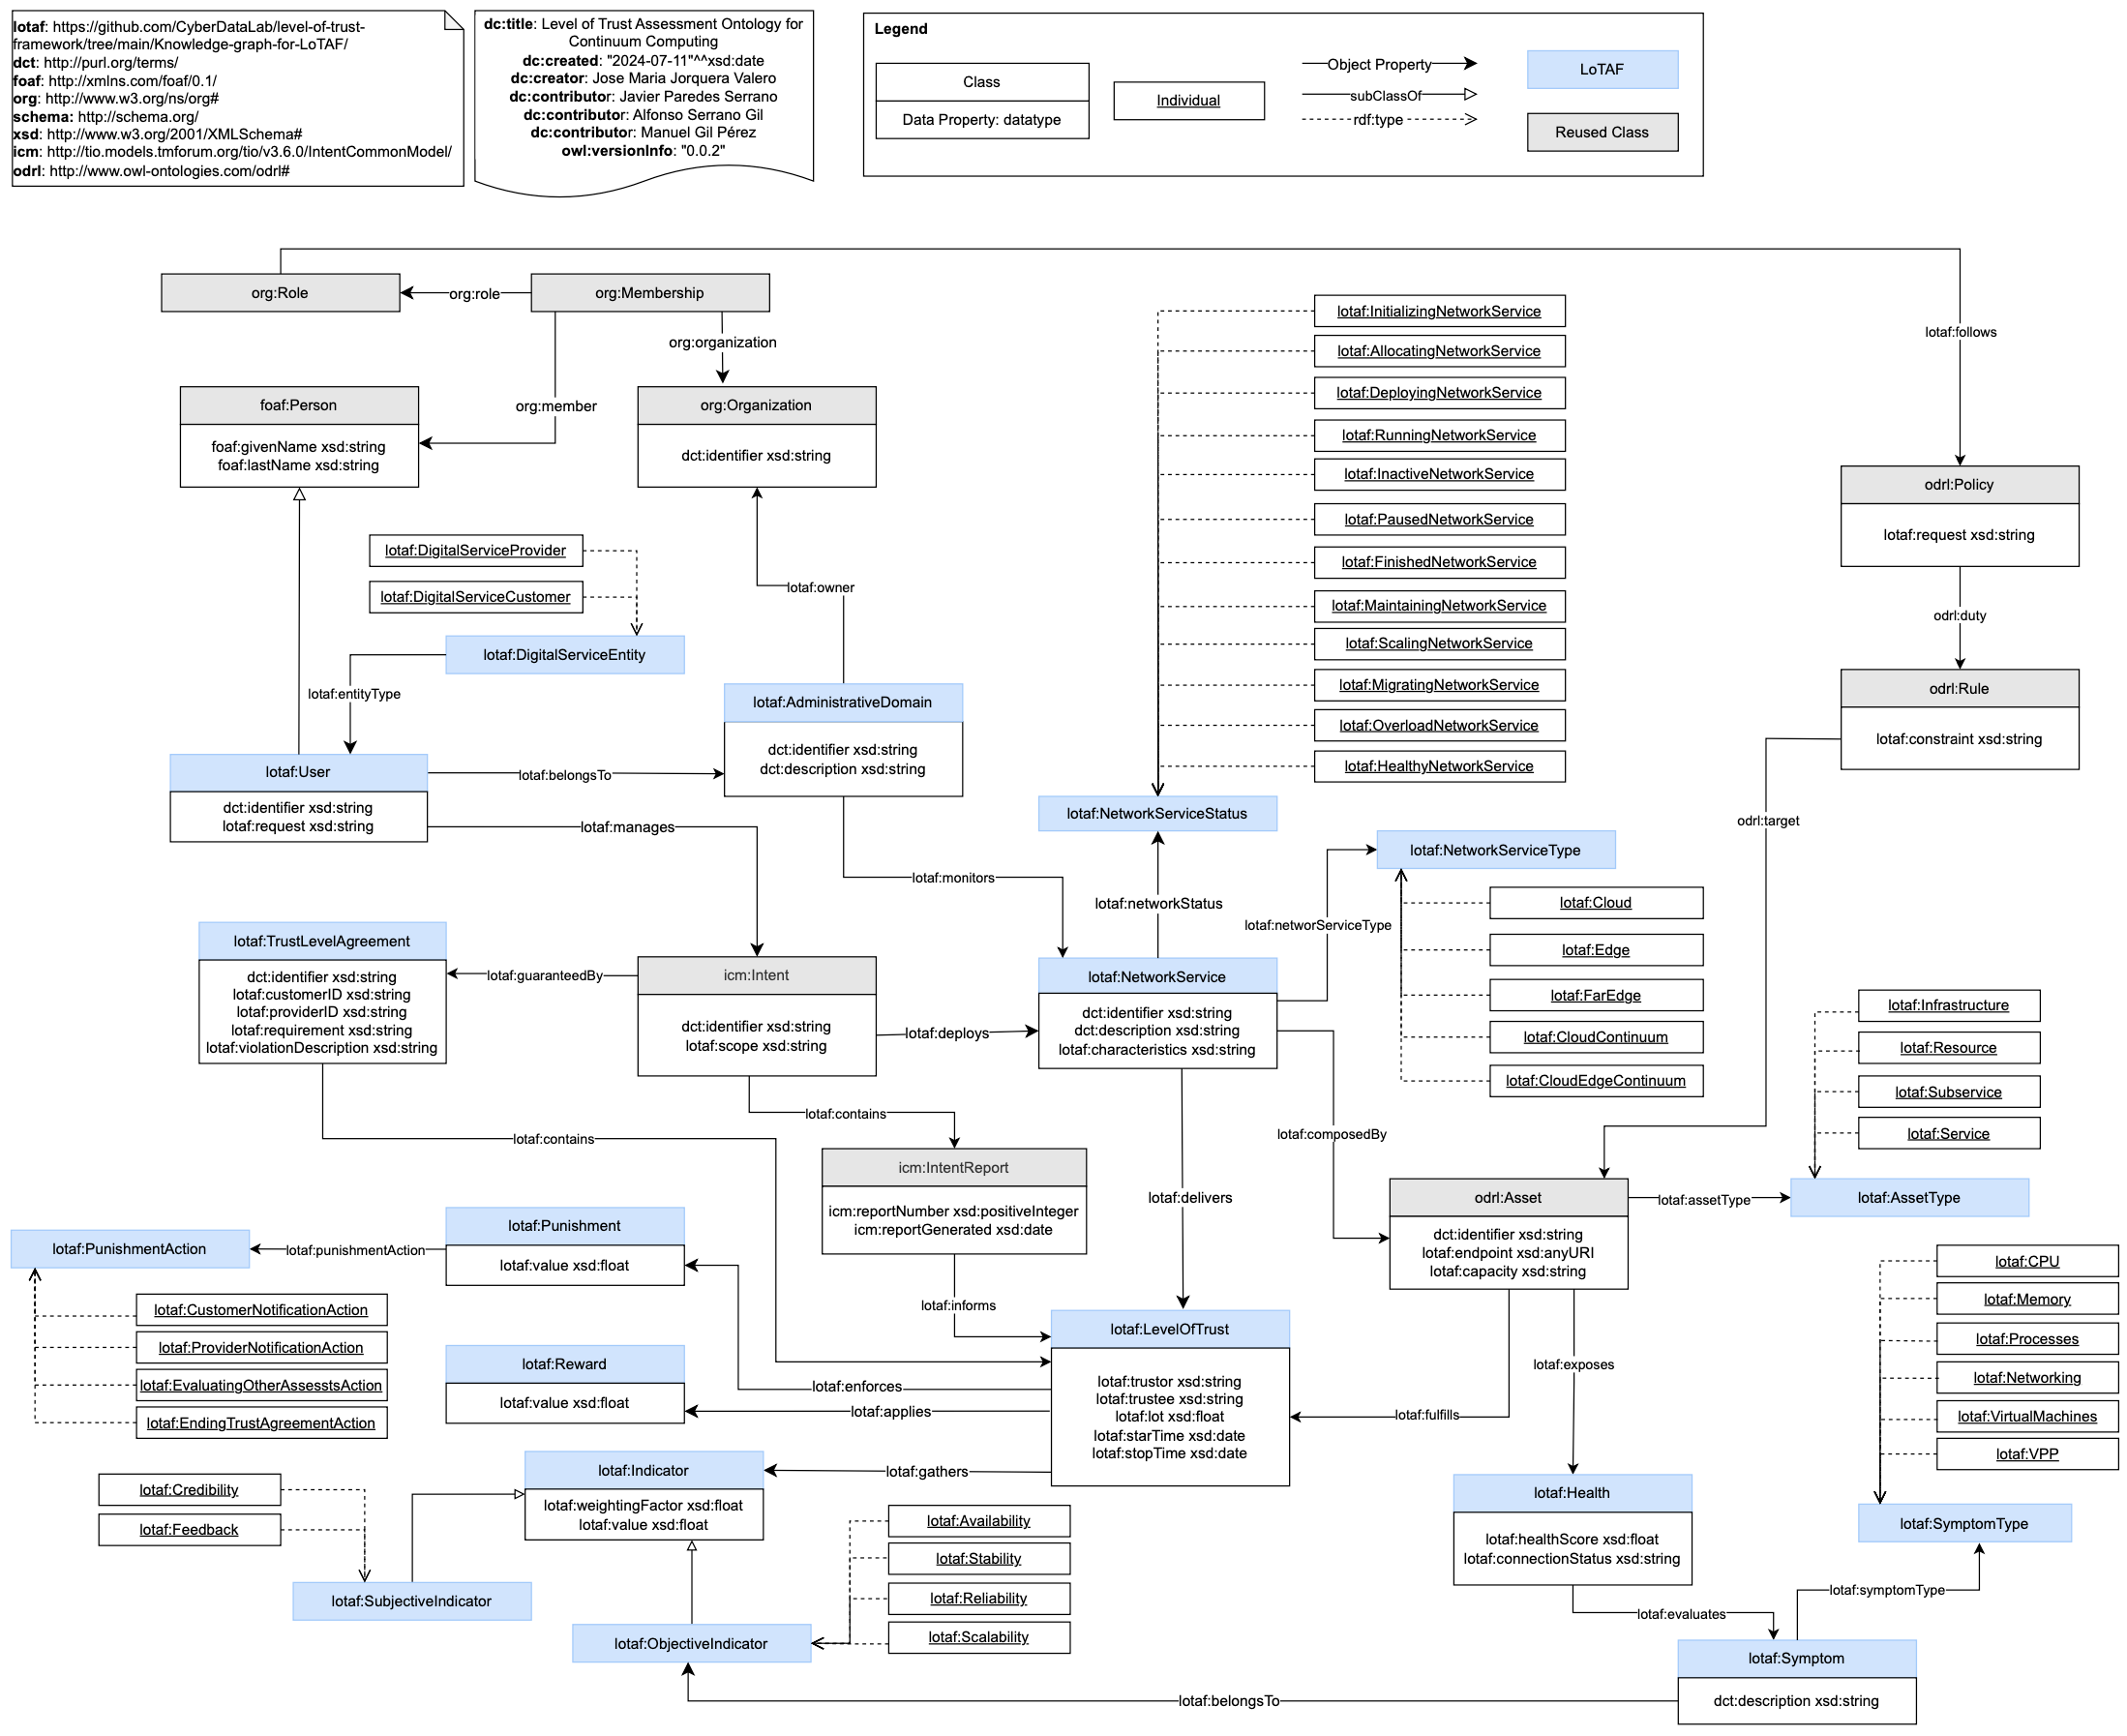 lotaf: https://github.com/CyberDataLab/level-of-trust-
framework/tree/main/Knowledge-graph-for-LoTAF/
dct: http://purl.org/terms/
foaf: http://xmlns.com/foaf/0.1/
org: http://www.w3.org/ns/org#
schema: http://schema.org/
xsd: http://www.w3.org/2001/XMLSchema#
icm: http://tio.models.tmforum.org/tio/v3.6.0/IntentCommonModel/
odrl: http://www.owl-ontologies.com/odrl#
dc:title: Level of Trust Assessment Ontology for
Continuum Computing
dc:created: "2024-07-11"^^xsd:date
dc:creator: Jose Maria Jorquera Valero
dc:contributor: Javier Paredes Serrano
dc:contributor: Alfonso Serrano Gil
dc:contributor: Manuel Gil Pérez
owl:versionInfo: "0.0.2"
Legend
Class
Data Property: datatype
Individual
Object Property
subClassOf
rdf:type
LoTAF
Reused Class
org:Role
org:role
org:Membership
org:organization
org:member
lotaf:follows
foaf:Person
foaf:givenName xsd:string
foaf:lastName xsd:string
org:Organization
dct:identifier xsd:string
lotaf:InitializingNetworkService
lotaf:AllocatingNetworkService
lotaf:DeployingNetworkService
lotaf:RunningNetworkService
lotaf:InactiveNetworkService
lotaf:PausedNetworkService
lotaf:FinishedNetworkService
lotaf:MaintainingNetworkService
lotaf:ScalingNetworkService
lotaf:MigratingNetworkService
lotaf:OverloadNetworkService
lotaf:HealthyNetworkService
odrl:Policy
lotaf:request xsd:string
odrl:duty
odrl:Rule
lotaf:constraint xsd:string
odrl:target
lotaf:DigitalServiceProvider
lotaf:DigitalServiceCustomer
lotaf:DigitalServiceEntity
lotaf:entityType
lotaf:owner
lotaf:AdministrativeDomain
dct:identifier xsd:string
dct:description xsd:string
lotaf:User
dct:identifier xsd:string
lotaf:request xsd:string
lotaf:belongsTo
lotaf:manages
lotaf:monitors
lotaf:NetworkServiceStatus
lotaf:networkStatus
lotaf:NetworkServiceType
lotaf:networServiceType
lotaf:Cloud
lotaf:Edge
lotaf:FarEdge
lotaf:CloudContinuum
lotaf:CloudEdgeContinuum
lotaf:TrustLevelAgreement
dct:identifier xsd:string
lotaf:customerID xsd:string
lotaf:providerID xsd:string
lotaf:requirement xsd:string
lotaf:violationDescription xsd:string
lotaf:guaranteedBy
icm:Intent
dct:identifier xsd:string
lotaf:scope xsd:string
lotaf:deploys
lotaf:NetworkService
dct:identifier xsd:string
dct:description xsd:string
lotaf:characteristics xsd:string
lotaf:Infrastructure
lotaf:Resource
lotaf:Subservice
lotaf:Service
lotaf:contains
lotaf:contains
lotaf:composedBy
icm:IntentReport
icm:reportNumber xsd:positiveInteger
icm:reportGenerated xsd:date
lotaf:delivers
odrl:Asset
dct:identifier xsd:string
lotaf:endpoint xsd:anyURI
lotaf:capacity xsd:string
lotaf:assetType
lotaf:AssetType
lotaf:PunishmentAction
lotaf:punishmentAction
lotaf:Punishment
lotaf:value xsd:float
lotaf:CustomerNotificationAction
lotaf:ProviderNotificationAction
lotaf:EvaluatingOtherAssesstsAction
lotaf:EndingTrustAgreementAction
lotaf:informs
lotaf:Reward
lotaf:value xsd:float
lotaf:enforces
lotaf:applies
lotaf:LevelOfTrust
lotaf:trustor xsd:string
lotaf:trustee xsd:string
lotaf:lot xsd:float
lotaf:starTime xsd:date
lotaf:stopTime xsd:date
lotaf:fulfills
lotaf:exposes
lotaf:CPU
lotaf:Memory
lotaf:Processes
lotaf:Networking
lotaf:VirtualMachines
lotaf:VPP
lotaf:SymptomType
lotaf:gathers
lotaf:Indicator
lotaf:weightingFactor xsd:float
lotaf:value xsd:float
lotaf:Credibility
lotaf:Feedback
lotaf:SubjectiveIndicator
lotaf:Availability
lotaf:Stability
lotaf:Reliability
lotaf:Scalability
lotaf:ObjectiveIndicator
lotaf:Health
lotaf:healthScore xsd:float
lotaf:connectionStatus xsd:string
lotaf:evaluates
lotaf:symptomType
lotaf:Symptom
dct:description xsd:string
lotaf:belongsTo